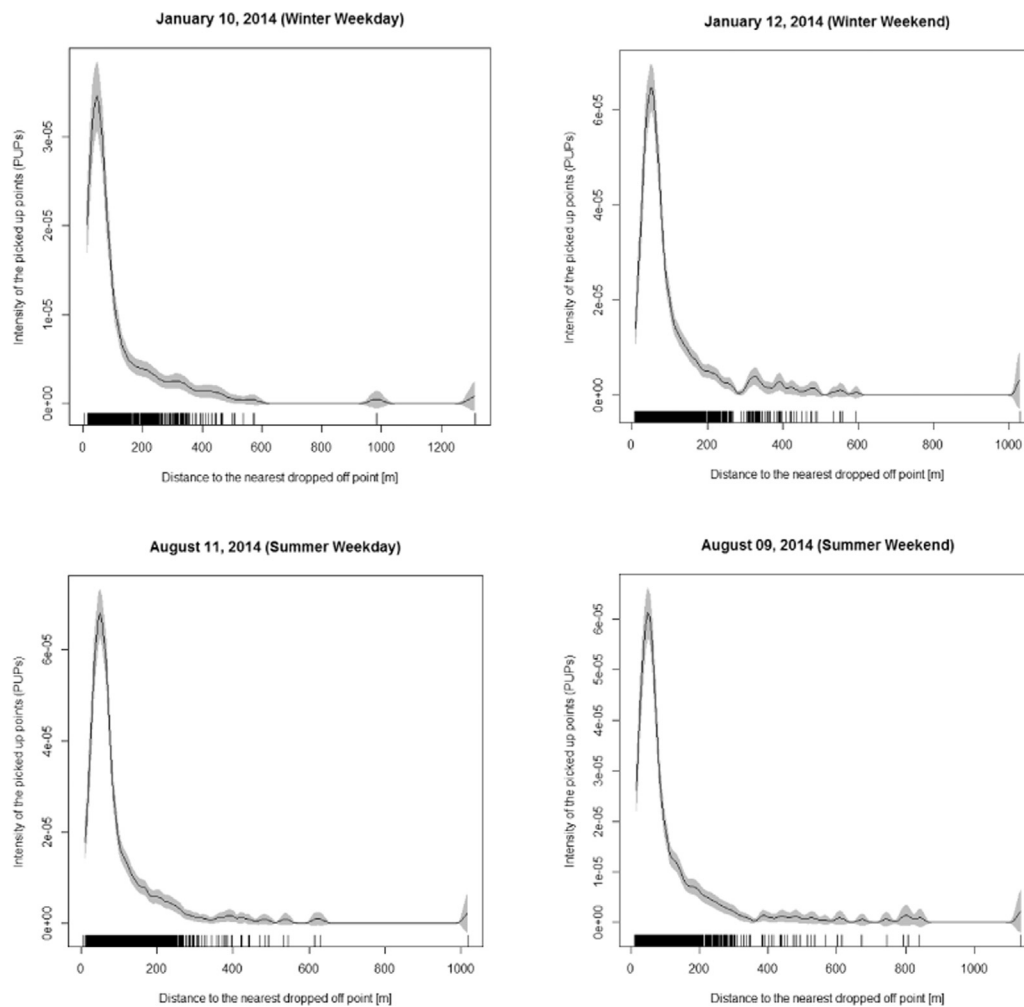 January 10, 2014 (Winter Weekday)
Intensity of the picked up points (PUPs)
3e-05
2e-05
1e-05
0e+00
0 200 400 600 800 1000 1200
Distance to the nearest dropped off point [m]
January 12, 2014 (Winter Weekend)
Intensity of the picked up points (PUPs)
6e-05
4e-05
2e-05
0e+00
0 200 400 600 800 1000
Distance to the nearest dropped off point [m]
August 11, 2014 (Summer Weekday)
Intensity of the picked up points (PUPs)
6e-05
4e-05
2e-05
0e+00
0 200 400 600 800 1000
Distance to the nearest dropped off point [m]
August 09, 2014 (Summer Weekend)
Intensity of the picked up points (PUPs)
6e-05
5e-05
4e-05
3e-05
2e-05
1e-05
0e+00
0 200 400 600 800 1000
Distance to the nearest dropped off point [m]